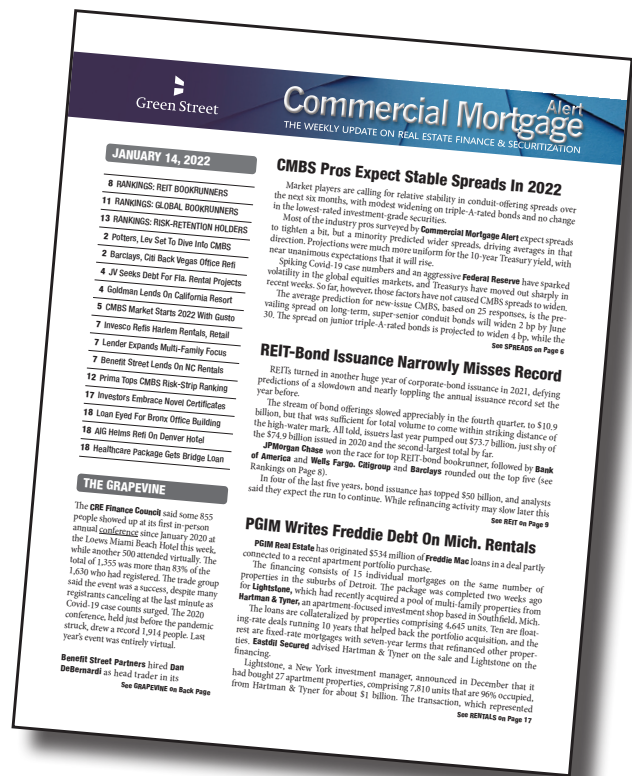 Green Street
Commercial Mortgage
Alert
THE WEEKLY UPDATE ON REAL ESTATE FINANCE & SECURITIZATION
JANUARY 14, 2022
8 RANKINGS: REIT BOOKRUNNERS
11 RANKINGS: GLOBAL BOOKRUNNERS
13 RANKINGS: RISK-RETENTION HOLDERS
2 Potters, Lev Set To Dive Into CMBS
2 Barclays, Citi Back Vegas Office Refi
4 JV Seeks Debt For Fla. Rental Projects
4 Goldman Lends On California Resort
5 CMBS Market Starts 2022 With Gusto
7 Invesco Refis Harlem Rentals, Retail
7 Lender Expands Multi-Family Focus
7 Benefit Street Lends On NC Rentals
12 Prima Tops CMBS Risk-Strip Ranking
17 Investors Embrace Novel Certificates
18 Loan Eyed For Bronx Office Building
18 AIG Helms Refi On Denver Hotel
18 Healthcare Package Gets Bridge Loan
THE GRAPEVINE
The CRE Finance Council said some 855
people showed up at its first in-person
annual conference since January 2020 at
the Loews Miami Beach Hotel this week,
while another 500 attended virtually. The
total of 1,355 was more than 83% of the
1,630 who had registered. The trade group
said the event was a success, despite many
registrants canceling at the last minute as
Covid-19 case counts surged. The 2020
conference, held just before the pandemic
struck, drew a record 1,914 people. Last
year's event was entirely virtual.
Benefit Street Partners hired Dan
DeBernardi as head trader in its
See GRAPEVINE on Back Page
CMBS Pros Expect Stable Spreads In 2022
Market players are calling for relative stability in conduit-offering spreads over
the next six months, with modest widening on triple-A-rated bonds and no change
in the lowest-rated investment-grade securities.
Most of the industry pros surveyed by Commercial Mortgage Alert expect spreads
to tighten a bit, but a minority predicted wider spreads, driving averages in that
direction. Projections were much more uniform for the 10-year Treasury yield, with
near unanimous expectations that it will rise.
Spiking Covid-19 case numbers and an aggressive Federal Reserve have sparked
volatility in the global equities markets, and Treasurys have moved out sharply in
recent weeks. So far, however, those factors have not caused CMBS spreads to widen.
The average prediction for new-issue CMBS, based on 25 responses, is the pre-
vailing spread on long-term, super-senior conduit bonds will widen 2 bp by June
30. The spread on junior triple-A-rated bonds is projected to widen 4 bp, while the
See SPREADS on Page 6
REIT-Bond Issuance Narrowly Misses Record
REITs turned in another huge year of corporate-bond issuance in 2021, defying
predictions of a slowdown and nearly toppling the annual issuance record set the
year before.
The stream of bond offerings slowed appreciably in the fourth quarter, to $10.9
billion, but that was sufficient for total volume to come within striking distance of
the high-water mark. All told, issuers last year pumped out $73.7 billion, just shy of
the $74.9 billion issued in 2020 and the second-largest total by far.
JPMorgan Chase won the race for top REIT-bond bookrunner, followed by Bank
of America and Wells Fargo. Citigroup and Barclays rounded out the top five (see
Rankings on Page 8).
In four of the last five years, bond issuance has topped $50 billion, and analysts
said they expect the run to continue. While refinancing activity may slow later this
See REIT on Page 9
PGIM Writes Freddie Debt On Mich. Rentals
PGIM Real Estate has originated $534 million of Freddie Mac loans in a deal partly
connected to a recent apartment portfolio purchase.
The financing consists of 15 individual mortgages on the same number of
properties in the suburbs of Detroit. The package was completed two weeks ago
for Lightstone, which had recently acquired a pool of multi-family properties from
Hartman & Tyner, an apartment-focused investment shop based in Southfield, Mich.
The loans are collateralized by properties comprising 4,645 units. Ten are float-
ing-rate deals running 10 years that helped back the portfolio acquisition, and the
rest are fixed-rate mortgages with seven-year terms that refinanced other proper-
ties. Eastdil Secured advised Hartman & Tyner on the sale and Lightstone on the
financing.
Lightstone, a New York investment manager, announced in December that it
had bought 27 apartment properties, comprising 7,810 units that are 96% occupied,
from Hartman & Tyner for about $1 billion. The transaction, which represented
See RENTALS on Page 17